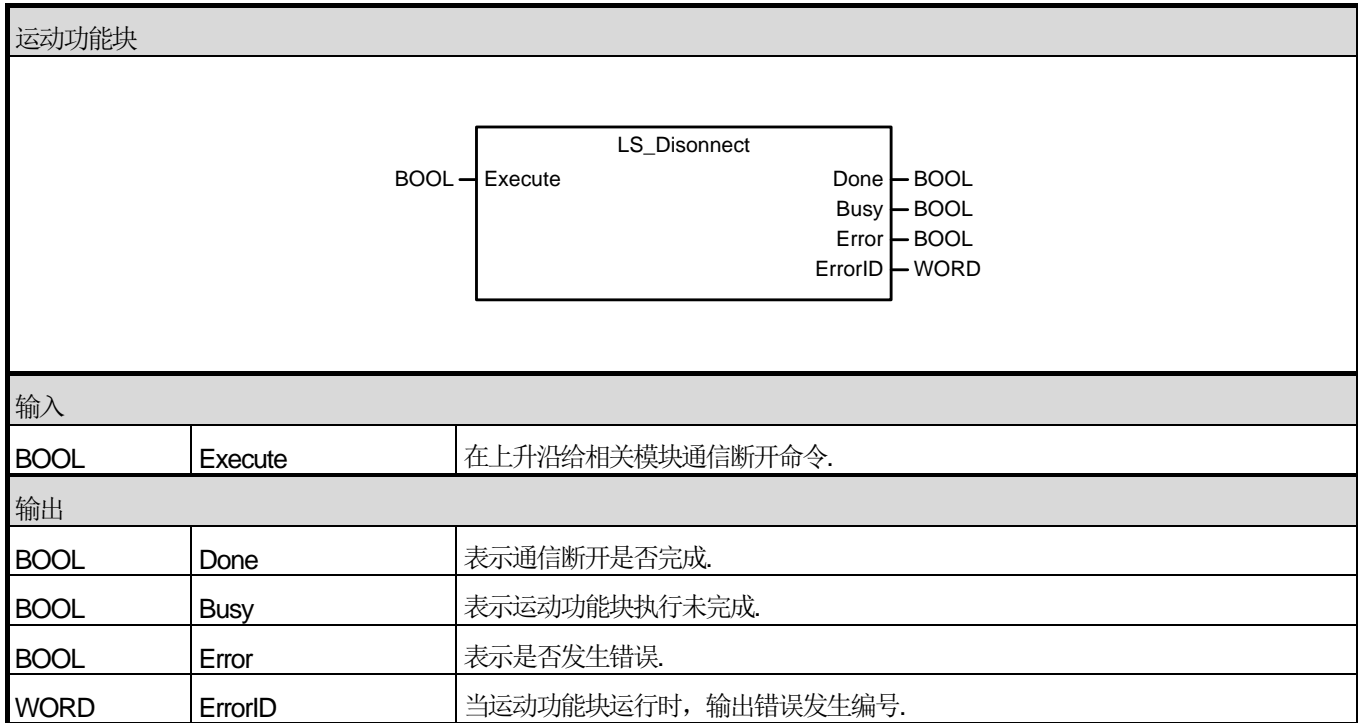 运动功能块
LS_Disonnect
BOOL Execute Done BOOL
Busy BOOL
Error BOOL
ErrorID WORD
输入
BOOL Execute 在上升沿给相关模块通信断开命令.
输出
BOOL Done 表示通信断开是否完成.
BOOL Busy 表示运动功能块执行未完成.
BOOL Error 表示是否发生错误.
WORD ErrorID 当运动功能块运行时，输出错误发生编号.